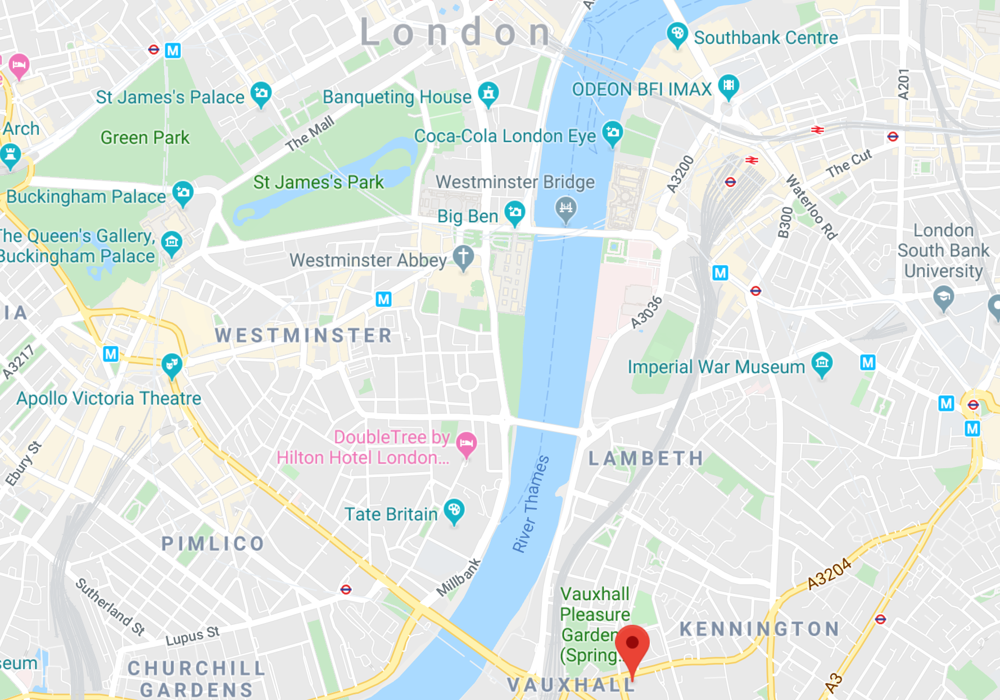 London
Southbank Centre
A201
ODEON BFI IMAX
St James's Palace
Banqueting House
Arch
Green Park
The Mall
Coca-Cola London Eye
A3200
The Cut
St James's Park
Westminster Bridge
Buckingham Palace
Waterloo Rd
Big Ben
B300
The Queen's Gallery,
Buckingham Palace
London
South Bank
University
Westminster Abbey
M
M
M
M
M
M
M
IA
A3036
WESTMINSTER
A3217
Imperial War Museum
Apollo Victoria Theatre
DoubleTree by
Hilton Hotel London...
LAMBETH
Ebury St
River Thames
Tate Britain
PIMLICO
Millbank
A3204
Sutherland St
Vauxhall
Pleasure
Garden
(Spring...
KENNINGTON
Lupus St
seum
CHURCHILL
GARDENS
VAUXHALL
A3